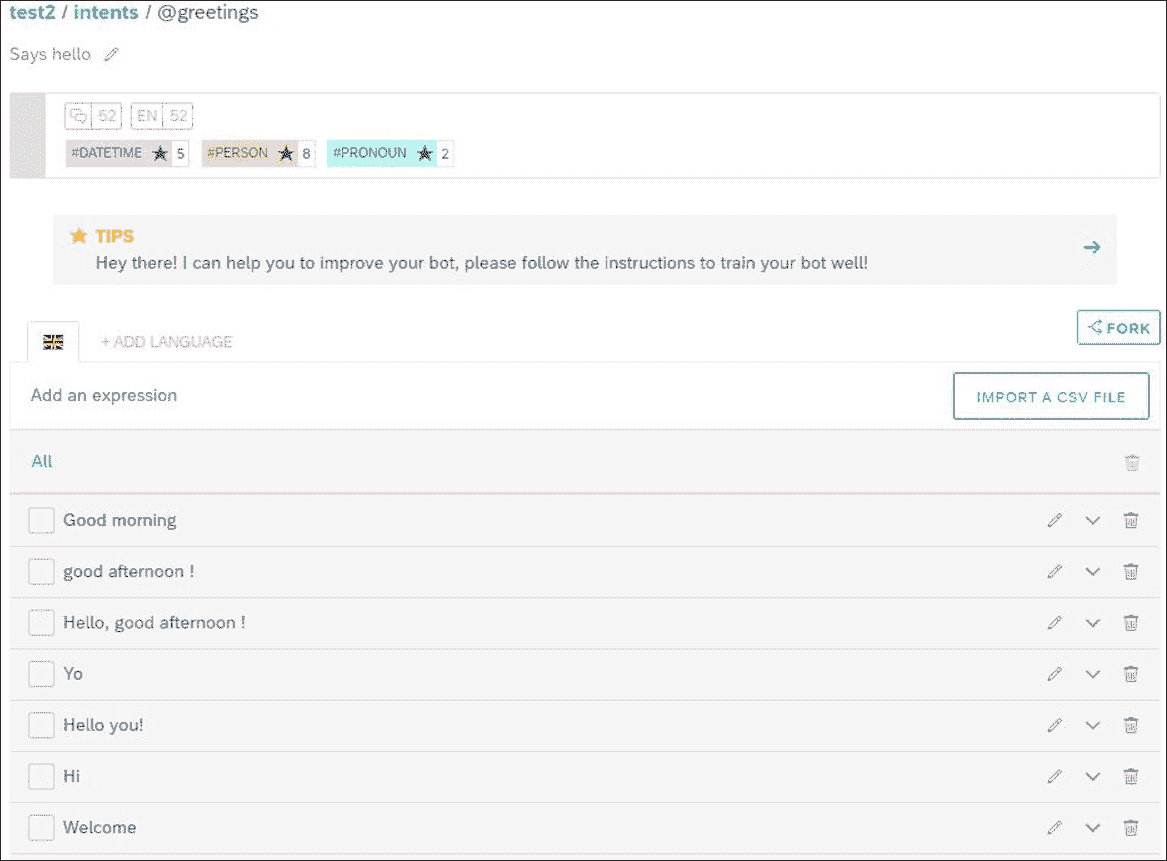 test2 / intents / @greetings
Says hello
52 EN 52
#DATETIME ★ 5 #PERSON ★ 8 #PRONOUN ★ 2
TIPS
Hey there! I can help you to improve your bot, please follow the instructions to train your bot well!
+ ADD LANGUAGE
FORK
Add an expression
IMPORT A CSV FILE
All
Good morning
good afternoon !
Hello, good afternoon !
Yo
Hello you!
Hi
Welcome